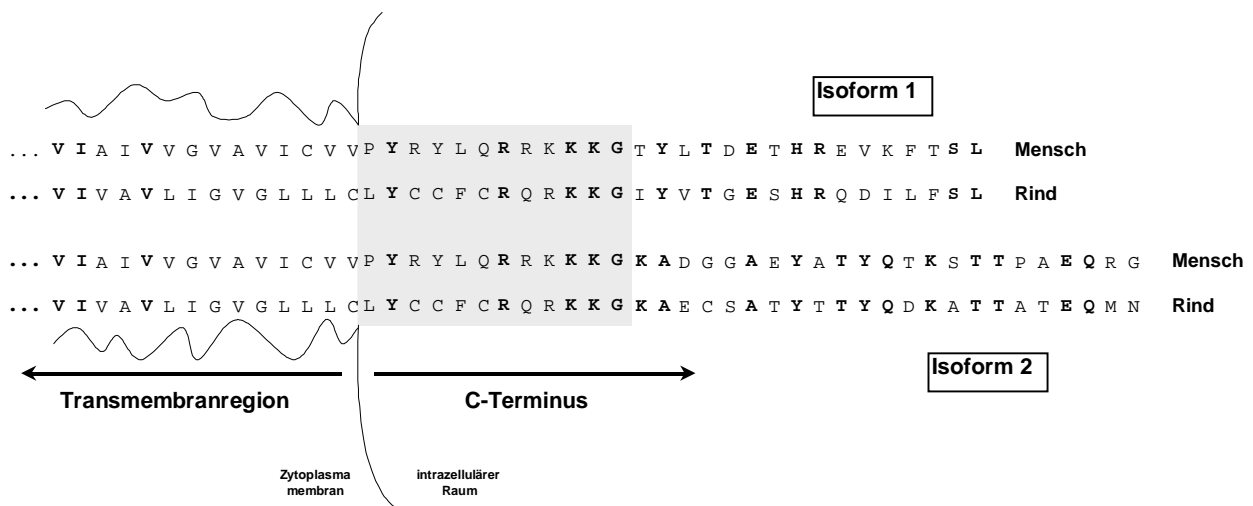 Isoform 1
... V I A I V V G V A V I C V V P Y R Y L Q R R K K K G T Y L T D E T H R E V K F T S L Mensch
... V I V A V L I G V G L L L C L Y C C F C R Q R K K G I Y V T G E S H R Q D I L F S L Rind
... V I A I V V G V A V I C V V P Y R Y L Q R R K K K G K A D G G A E Y A T Y Q T K S T T P A E Q R G Mensch
... V I V A V L I G V G L L L C L Y C C F C R Q R K K G K A E C S A T Y T T Y Q D K A T T A T E Q M N Rind
Isoform 2
Transmembranregion C-Terminus
Zytoplasma intrazellulärer
membran Raum